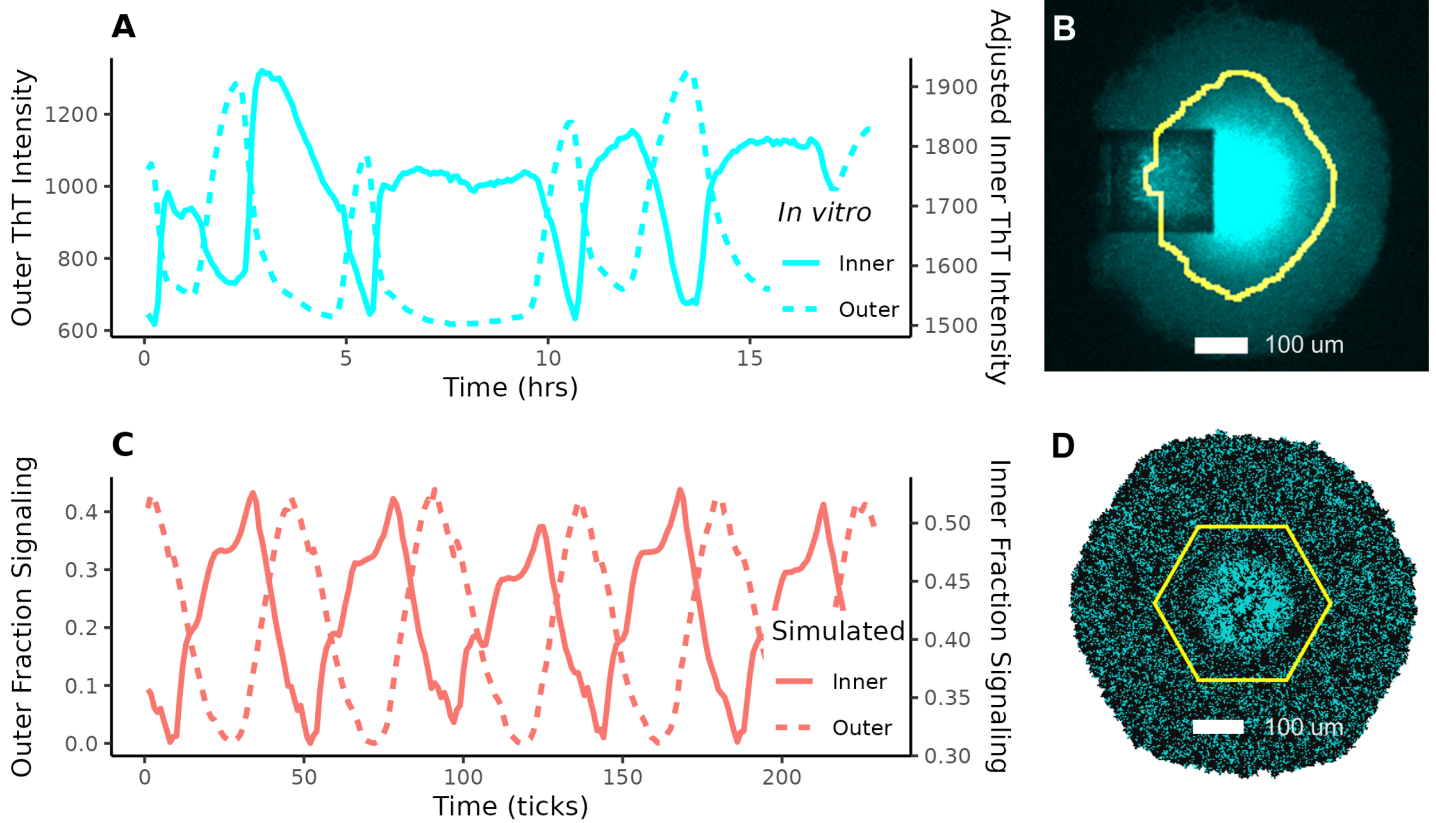 A
Outer ThT Intensity
1200
1000
800
600
0
5
10
15
Time (hrs)
1900
1800
1700
1600
1500
Adjusted Inner ThT Intensity
In vitro
Inner
Outer
B
100 um
C
Outer Fraction Signaling
0.4
0.3
0.2
0.1
0.0
0
50
100
150
200
Time (ticks)
0.50
0.45
0.40
0.35
0.30
Inner Fraction Signaling
Simulated
Inner
Outer
D
100 um